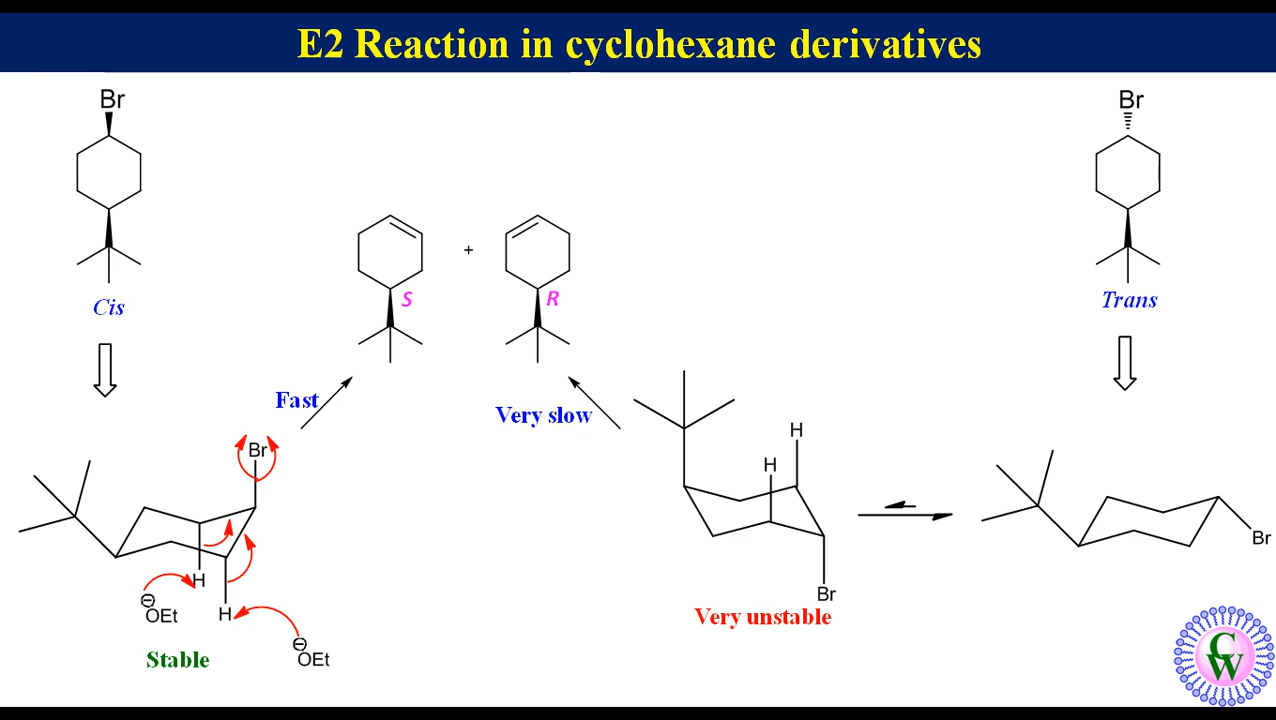 E2 Reaction in cyclohexane derivatives
Br
Br
+
S
R
Cis
Trans
Fast
Very slow
Br
H
H
H
⊖
OEt
H
⊖
OEt
Br
Br
Stable
Very unstable
CW